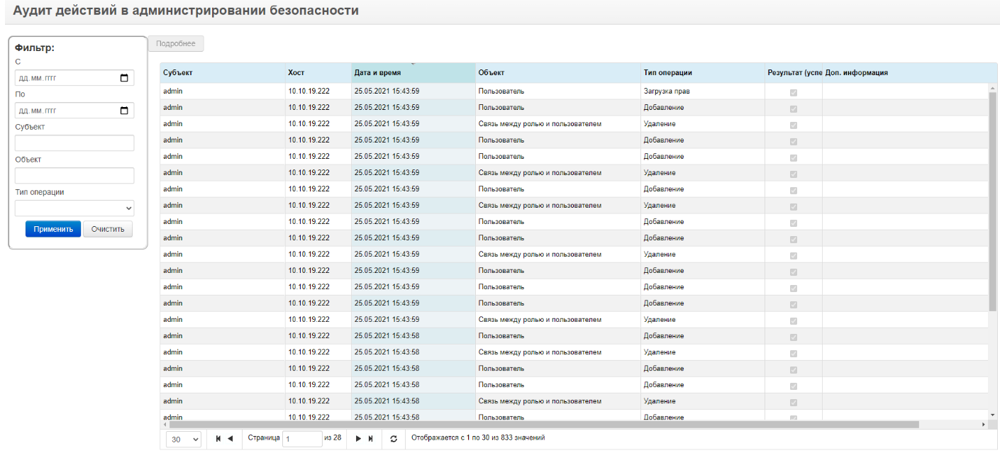 Аудит действий в администрировании безопасности
Фильтр:
С
дд.мм.гггг
По
дд.мм.гггг
Субъект
Объект
Тип операции
Применить Очистить
Подробнее
Субъект Хост Дата и время Объект Тип операции Результат (успе Доп. информация
admin 10.10.19.222 25.05.2021 15:43:59 Пользователь Загрузка прав
admin 10.10.19.222 25.05.2021 15:43:59 Пользователь Добавление
admin 10.10.19.222 25.05.2021 15:43:59 Связь между ролью и пользователем Удаление
admin 10.10.19.222 25.05.2021 15:43:59 Пользователь Добавление
admin 10.10.19.222 25.05.2021 15:43:59 Пользователь Добавление
admin 10.10.19.222 25.05.2021 15:43:59 Связь между ролью и пользователем Удаление
admin 10.10.19.222 25.05.2021 15:43:59 Пользователь Добавление
admin 10.10.19.222 25.05.2021 15:43:59 Связь между ролью и пользователем Удаление
admin 10.10.19.222 25.05.2021 15:43:59 Пользователь Добавление
admin 10.10.19.222 25.05.2021 15:43:59 Пользователь Добавление
admin 10.10.19.222 25.05.2021 15:43:59 Связь между ролью и пользователем Удаление
admin 10.10.19.222 25.05.2021 15:43:59 Пользователь Добавление
admin 10.10.19.222 25.05.2021 15:43:59 Пользователь Добавление
admin 10.10.19.222 25.05.2021 15:43:59 Пользователь Добавление
admin 10.10.19.222 25.05.2021 15:43:59 Связь между ролью и пользователем Удаление
admin 10.10.19.222 25.05.2021 15:43:58 Пользователь Добавление
admin 10.10.19.222 25.05.2021 15:43:58 Связь между ролью и пользователем Удаление
admin 10.10.19.222 25.05.2021 15:43:58 Пользователь Добавление
admin 10.10.19.222 25.05.2021 15:43:58 Пользователь Добавление
admin 10.10.19.222 25.05.2021 15:43:58 Связь между ролью и пользователем Удаление
admin 10.10.19.222 25.05.2021 15:43:58 Пользователь Добавление
30 Страница 1 из 28 Отображается с 1 по 30 из 833 значений